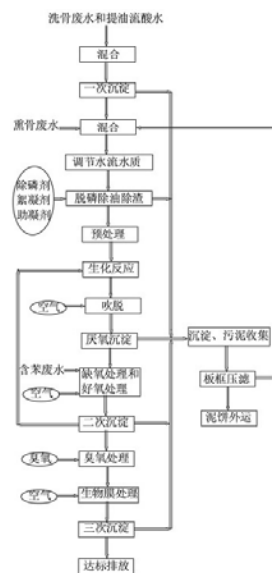 洗骨废水和提油流酸水
混合
一次沉淀
熏骨废水
混合
调节水流水质
除磷剂
絮凝剂
助凝剂
脱磷除油除渣
预处理
生化反应
空气
吹脱
厌氧沉淀
沉淀、污泥收集
含苯废水
缺氧处理和
好氧处理
空气
板框压滤
二次沉淀
泥饼外运
臭氧
臭氧处理
空气
生物膜处理
三次沉淀
达标排放